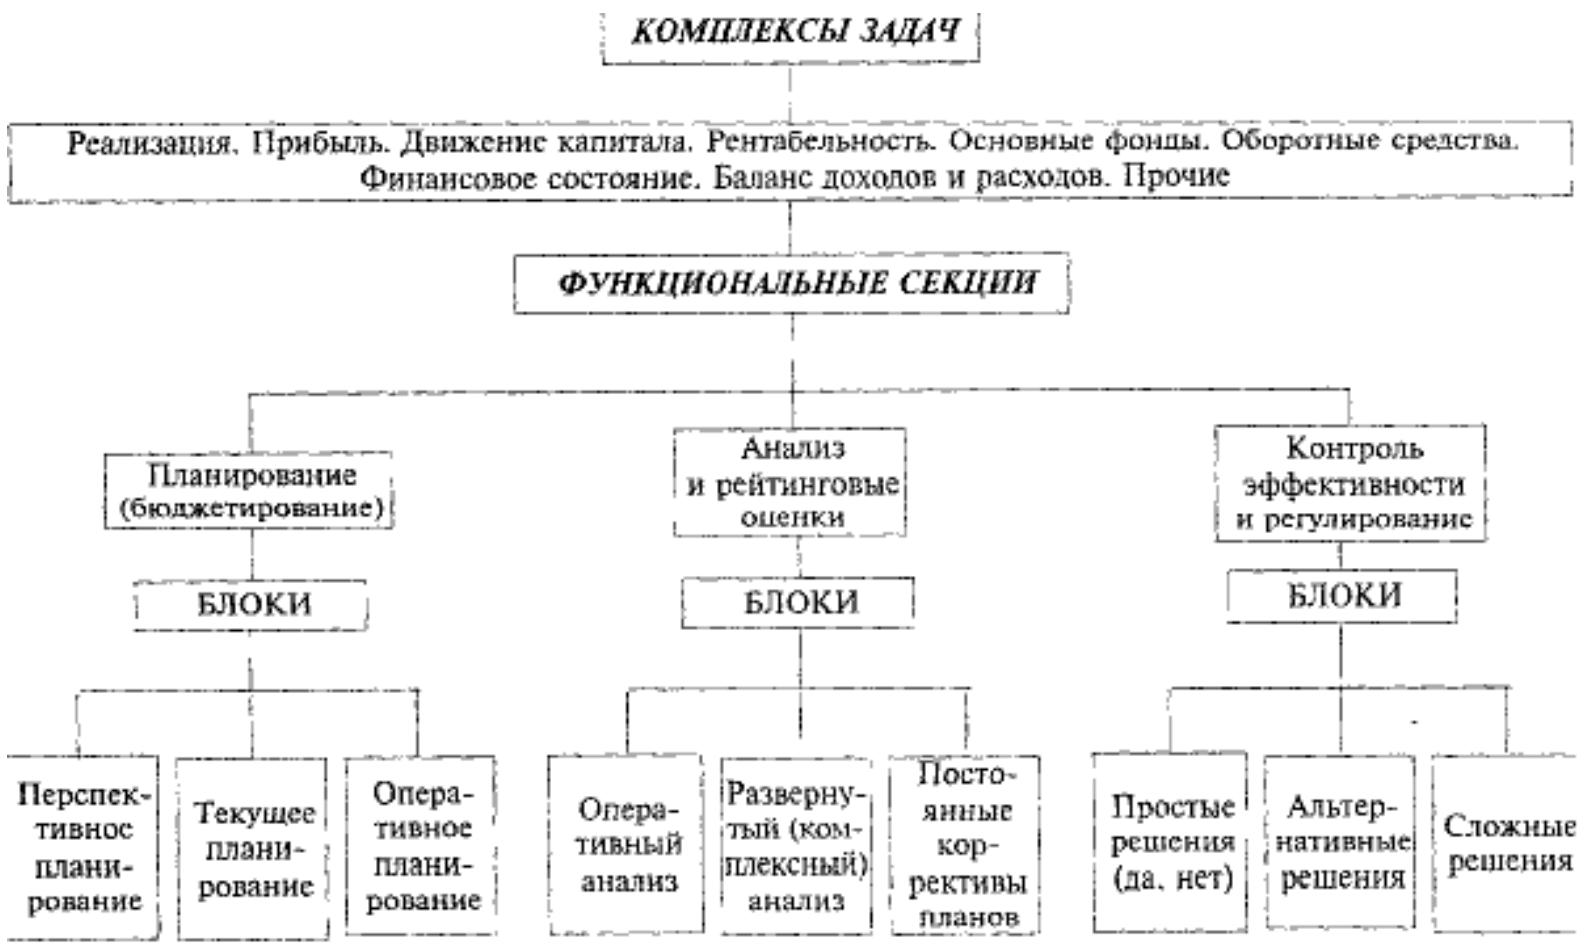 КОМПЛЕКСЫ ЗАДАЧ
Реализация. Прибыль. Движение капитала. Рентабельность. Основные фонды. Оборотные средства.
Финансовое состояние. Баланс доходов и расходов. Прочие
ФУНКЦИОНАЛЬНЫЕ СЕКЦИИ
Планирование
(бюджетирование)
Анализ
и рейтинговые
оценки
Контроль
эффективности
и регулирование
БЛОКИ
БЛОКИ
БЛОКИ
Перспек-
тивное
плани-
рование
Текущее
плани-
рование
Опера-
тивное
плани-
рование
Опера-
тивный
анализ
Разверну-
тый (ком-
плексный)
анализ
Посто-
янные
кор-
рективы
планов
Простые
решения
(да, нет)
Альтер-
нативные
решения
Сложные
решения